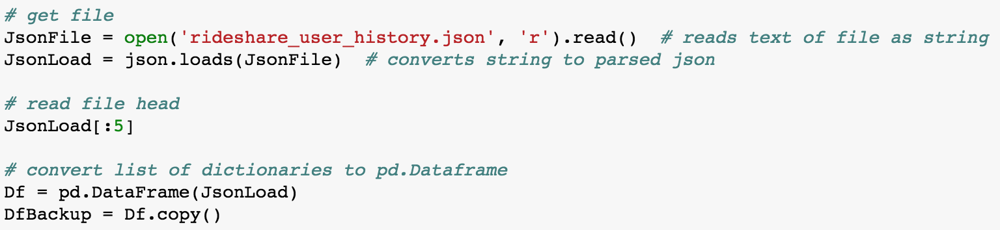 # get file
JsonFile = open('rideshare_user_history.json', 'r').read()  # reads text of file as string
JsonLoad = json.loads(JsonFile)  # converts string to parsed json
# read file head
JsonLoad[:5]
# convert list of dictionaries to pd.Dataframe
Df = pd.DataFrame(JsonLoad)
DfBackup = Df.copy()